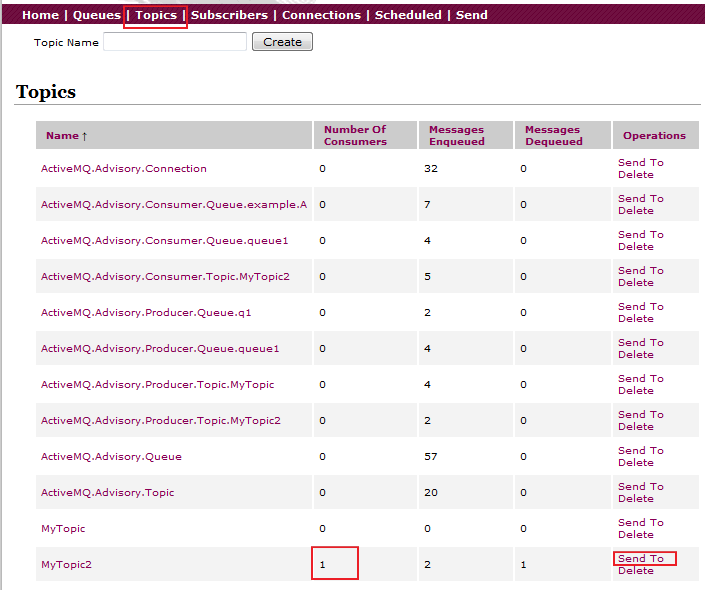 Home | Queues | Topics | Subscribers | Connections | Scheduled | Send
Topic Name Create
Topics
Name ↑ Number Of Consumers Messages Enqueued Messages Dequeued Operations
ActiveMQ.Advisory.Connection 0 32 0 Send To Delete
ActiveMQ.Advisory.Consumer.Queue.example.A 0 7 0 Send To Delete
ActiveMQ.Advisory.Consumer.Queue.queue1 0 4 0 Send To Delete
ActiveMQ.Advisory.Consumer.Topic.MyTopic2 0 5 0 Send To Delete
ActiveMQ.Advisory.Producer.Queue.q1 0 2 0 Send To Delete
ActiveMQ.Advisory.Producer.Queue.queue1 0 4 0 Send To Delete
ActiveMQ.Advisory.Producer.Topic.MyTopic 0 4 0 Send To Delete
ActiveMQ.Advisory.Producer.Topic.MyTopic2 0 2 0 Send To Delete
ActiveMQ.Advisory.Queue 0 57 0 Send To Delete
ActiveMQ.Advisory.Topic 0 20 0 Send To Delete
MyTopic 0 0 0 Send To Delete
MyTopic2 1 2 1 Send To Delete